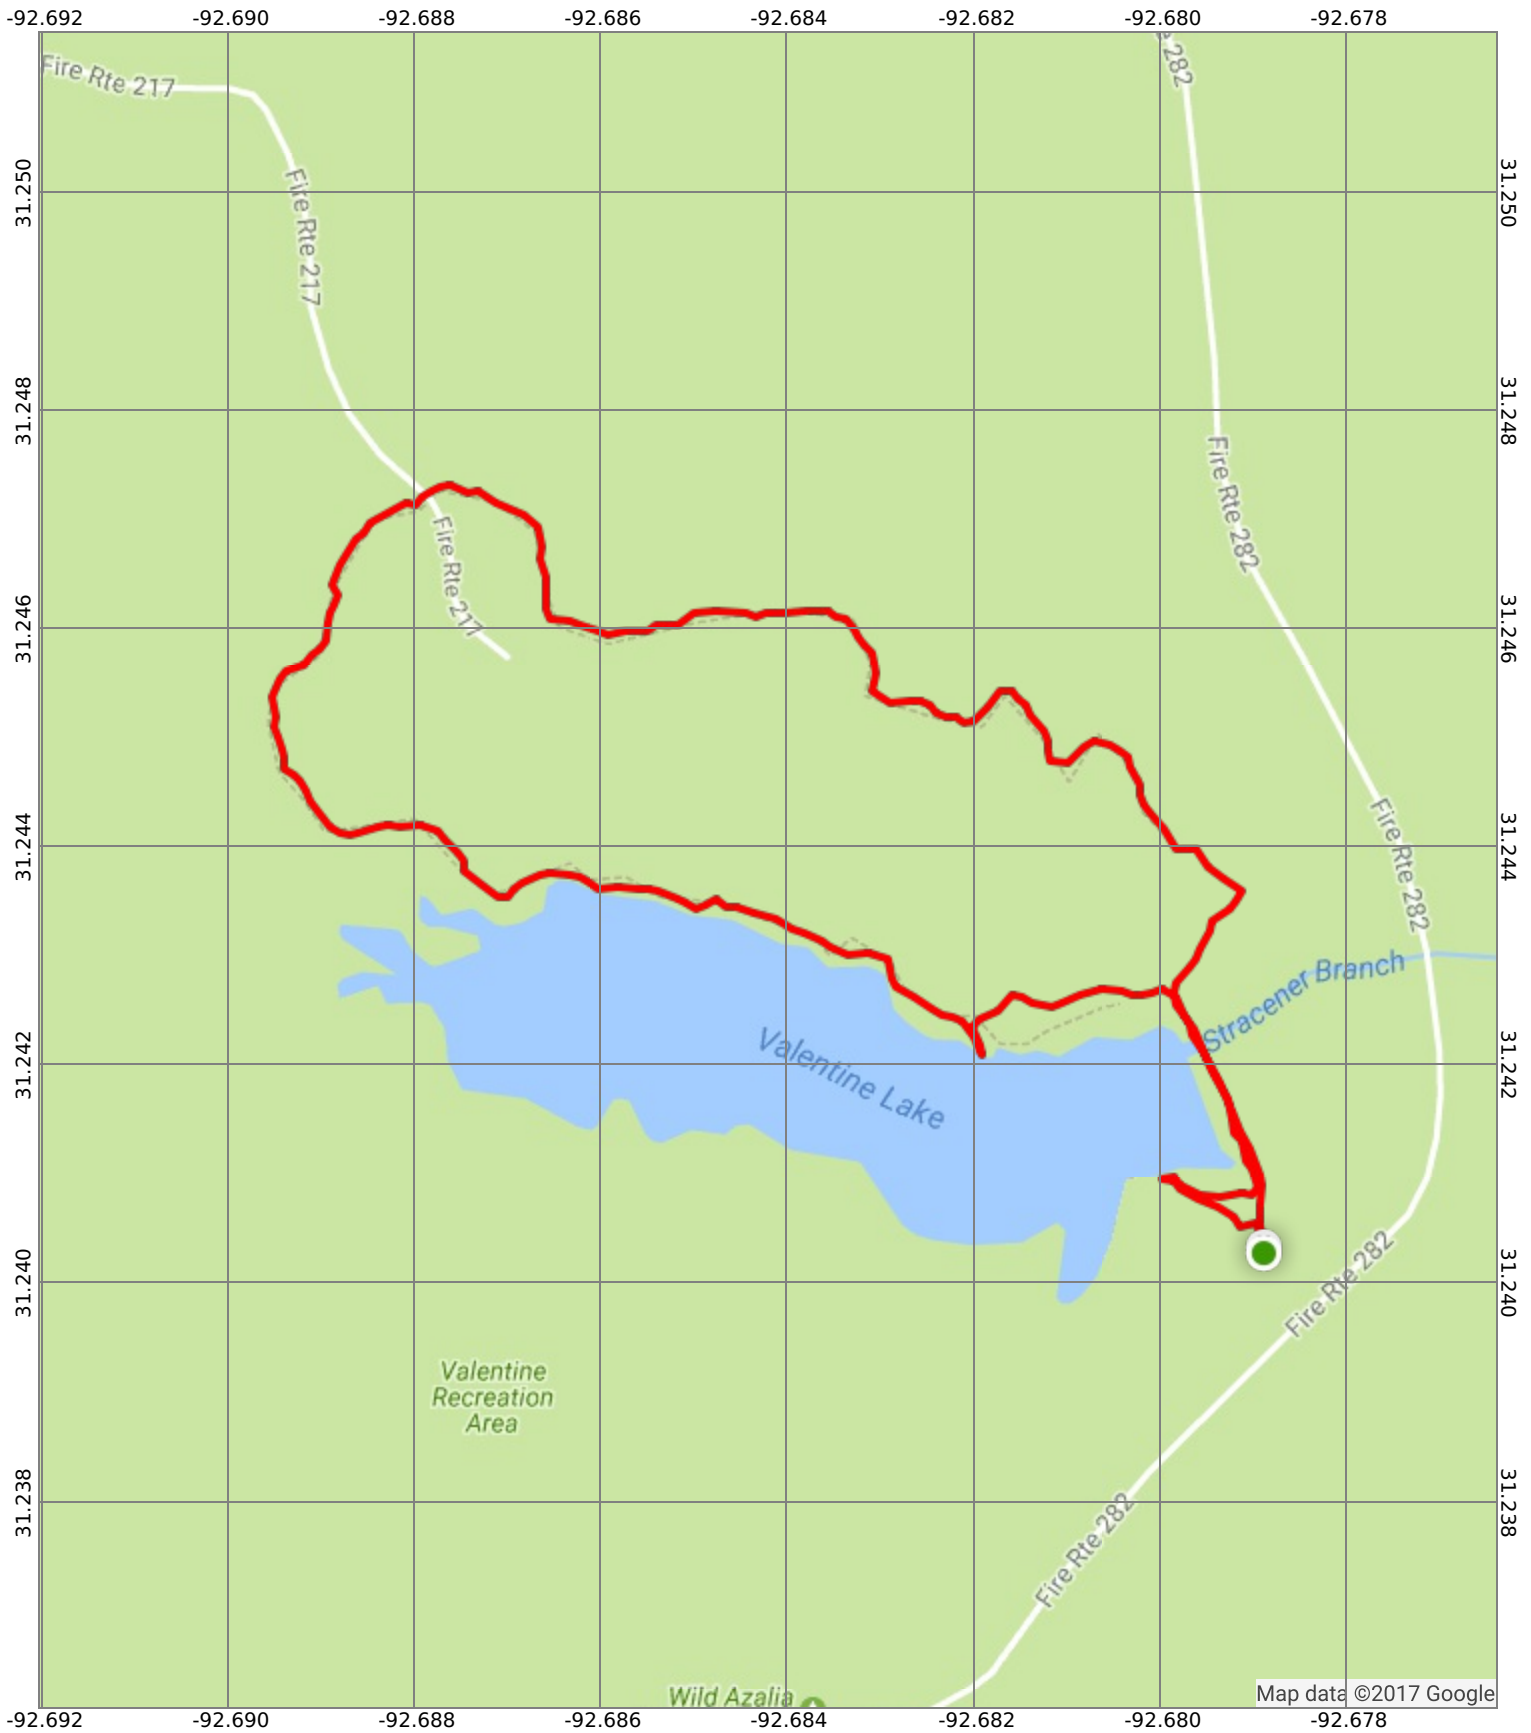 -92.692 -92.690 -92.688 -92.686 -92.684 -92.682 -92.680 -92.678
Fire Rte 217
282
31.250
31.250
Fire Rte 217
31.248
31.248
Fire Rte 282
Fire Rte 217
31.246
31.246
31.244
31.244
Fire Rte 282
Stracener Branch
Valentine Lake
31.242
31.242
31.240
31.240
Fire Rte 282
Valentine
Recreation
Area
31.238
31.238
Fire Rte 282
Wild Azalia
Map data ©2017 Google
-92.692 -92.690 -92.688 -92.686 -92.684 -92.682 -92.680 -92.678